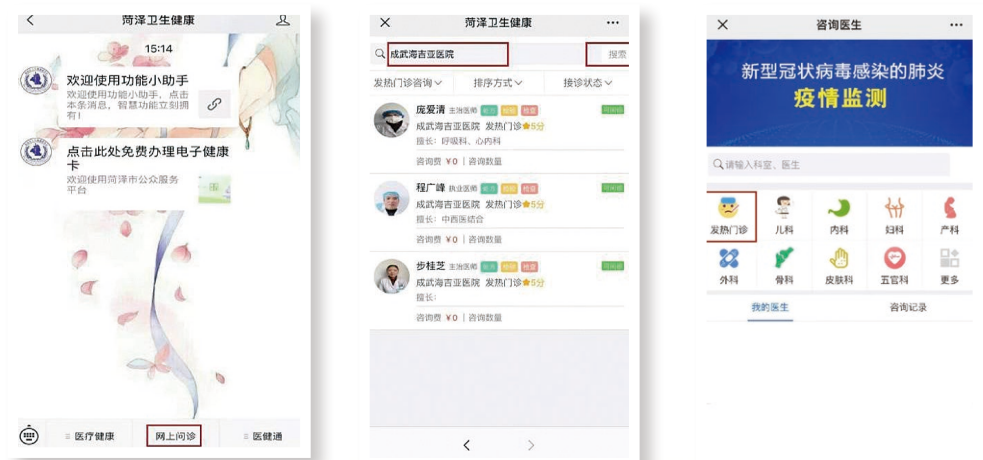 菏泽卫生健康
15:14
欢迎使用功能小助手
欢迎使用功能小助手，点击
本条消息，智慧功能立刻拥
有！
点击此处免费办理电子健康
卡
欢迎使用菏泽市公众服务
平台
医疗健康
网上问诊
医健通
菏泽卫生健康
成武海吉亚医院
搜索
发热门诊咨询
排序方式
接诊状态
庞爱清 主治医师
成武海吉亚医院 发热门诊 5分
擅长：呼吸科、心内科
咨询费 ¥0 | 咨询数量
程广峰 执业医师
成武海吉亚医院 发热门诊 5分
擅长：中西医结合
咨询费 ¥0 | 咨询数量
步桂芝 主治医师
成武海吉亚医院 发热门诊 5分
擅长：
咨询费 ¥0 | 咨询数量
咨询医生
新型冠状病毒感染的肺炎
疫情监测
请输入科室、医生
发热门诊 儿科 内科 妇科 产科
外科 骨科 皮肤科 五官科 更多
我的医生 咨询记录